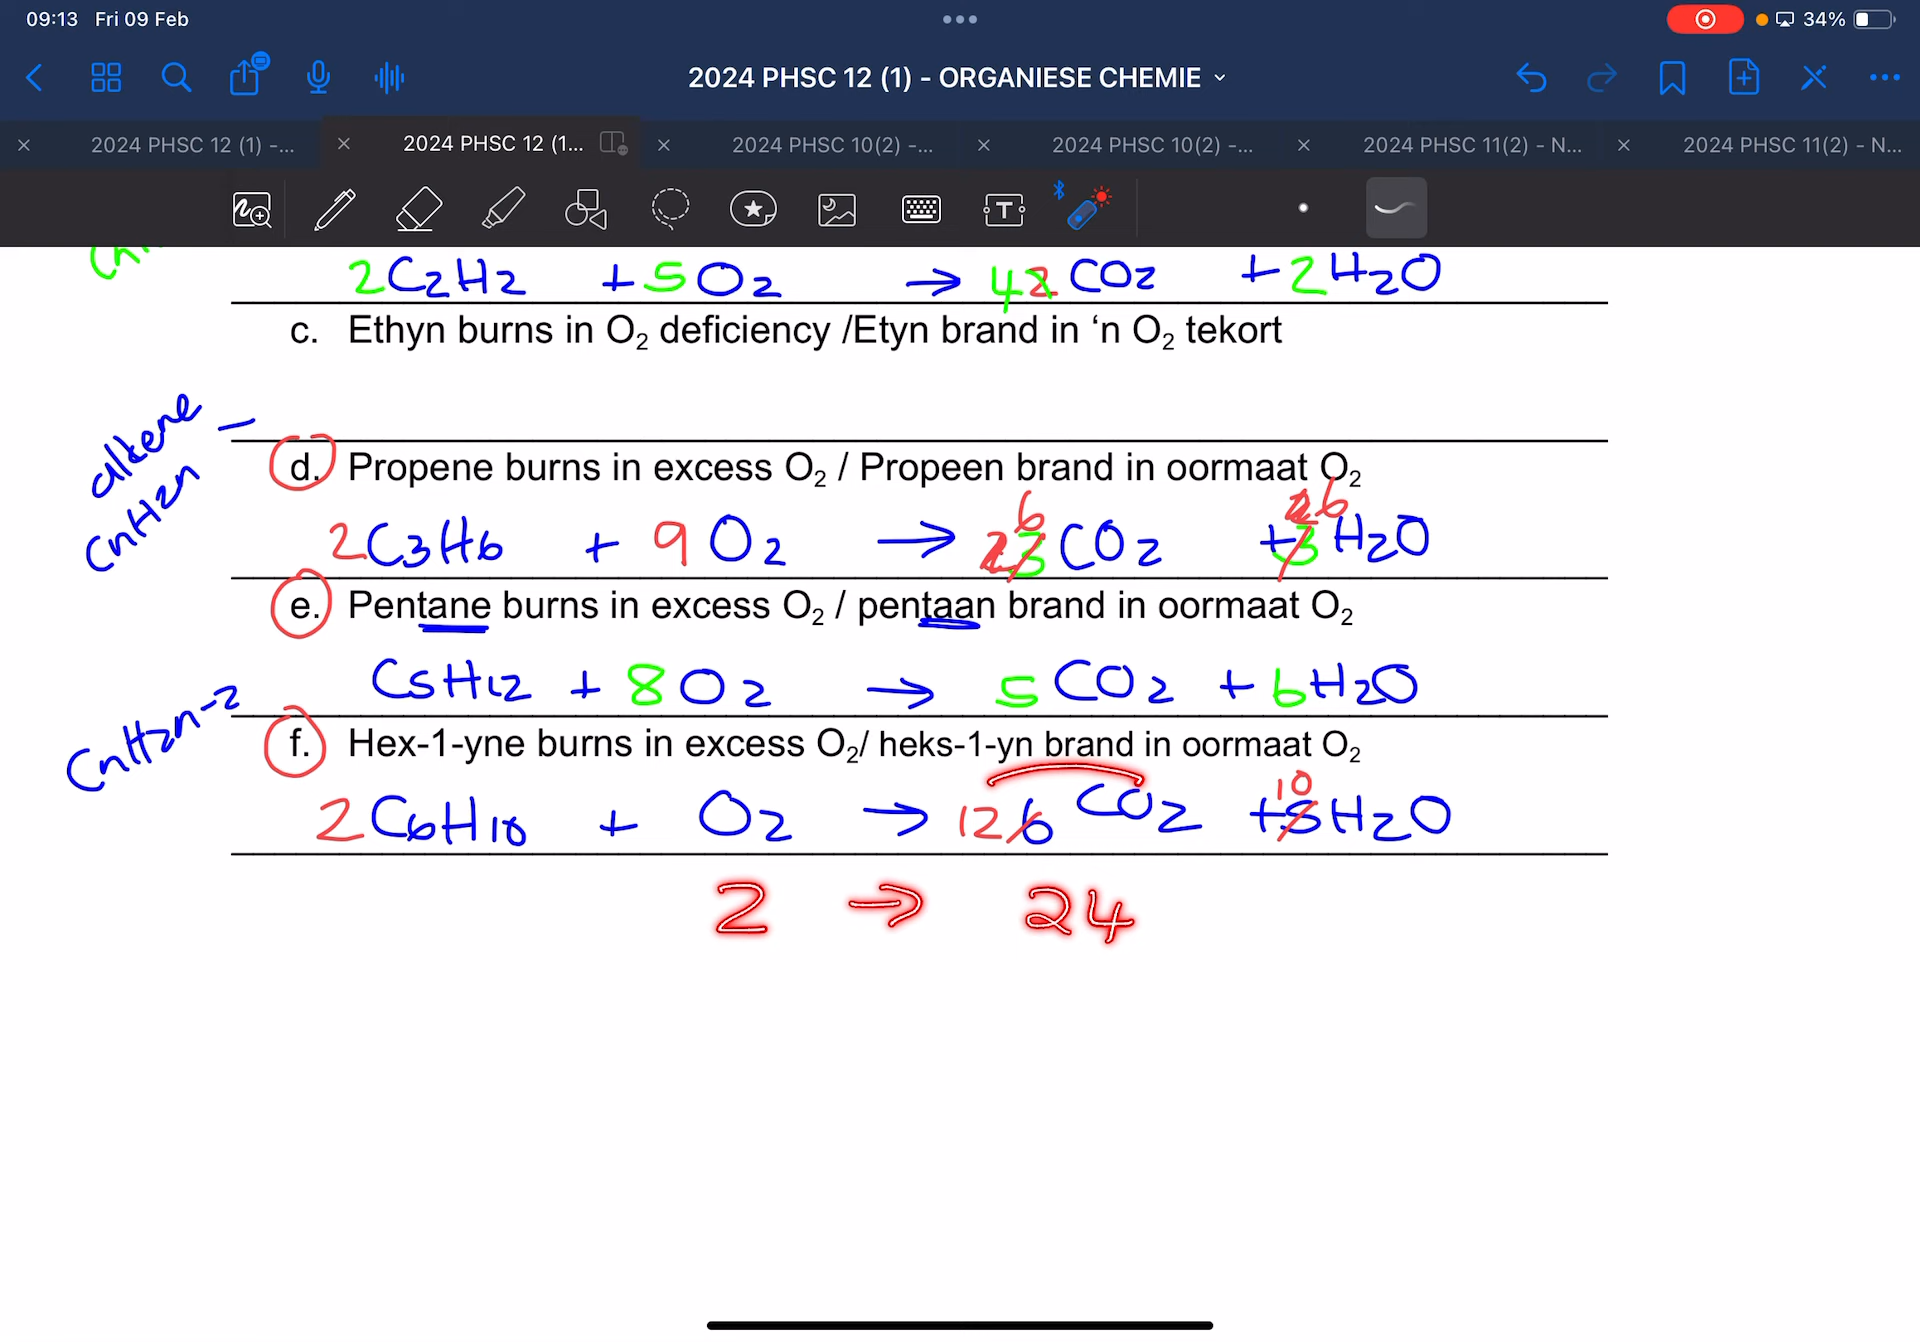 09:13 Fri 09 Feb
34%
2024 PHSC 12 (1) - ORGANIESE CHEMIE
2024 PHSC 12 (1) -...
2024 PHSC 12 (1...
2024 PHSC 10(2) -...
2024 PHSC 10(2) -...
2024 PHSC 11(2) - N...
2024 PHSC 11(2) - N...
2C2H2 + 5O2 → 42 CO2 + 2H2O
c. Ethyn burns in O2 deficiency /Etyn brand in ‘n O2 tekort
alkene –
CnH2n
d. Propene burns in excess O2 / Propeen brand in oormaat O2
6 6
2C3H6 + 9O2 → 3CO2 + 3H2O
e. Pentane burns in excess O2 / pentaan brand in oormaat O2
C5H12 + 8O2 → 5CO2 + 6H2O
CnH2n-2
f. Hex-1-yne burns in excess O2/ heks-1-yn brand in oormaat O2
10
2C6H10 + O2 → 12 6 CO2 + 5H2O
2 → 24